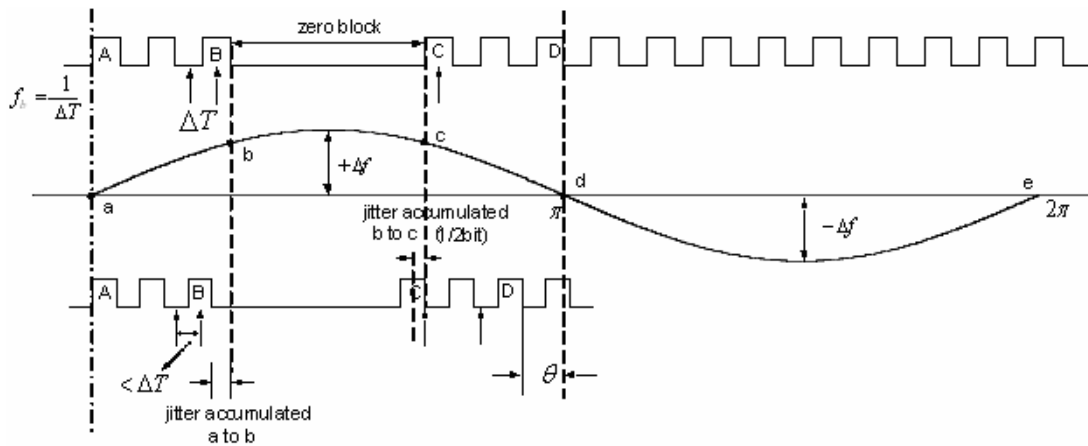 zero block
A B C D
f_b = 1/ΔT
ΔT
+Δf
a b c d e
π 2π
−Δf
jitter accumulated
b to c (1/2bit)
A B C D
< ΔT
θ
jitter accumulated
a to b